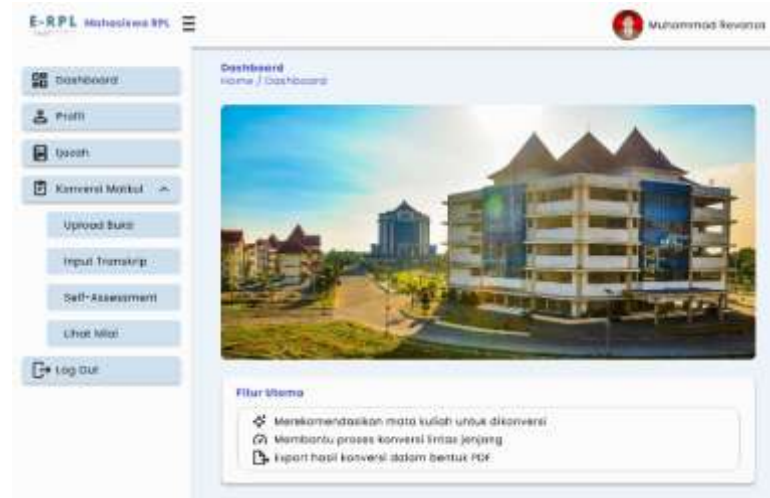 E-RPL Mahasiswa RPL
Muhammad Revanza
Dashboard
Home / Dashboard
Dashboard
Profil
Ijazah
Konversi Matkul
Upload Bukti
Input Transkrip
Self-Assessment
Lihat Nilai
Log Out
Fitur Utama
Merekomendasikan mata kuliah untuk dikonversi
Membantu proses konversi lintas jenjang
Export hasil konversi dalam bentuk PDF